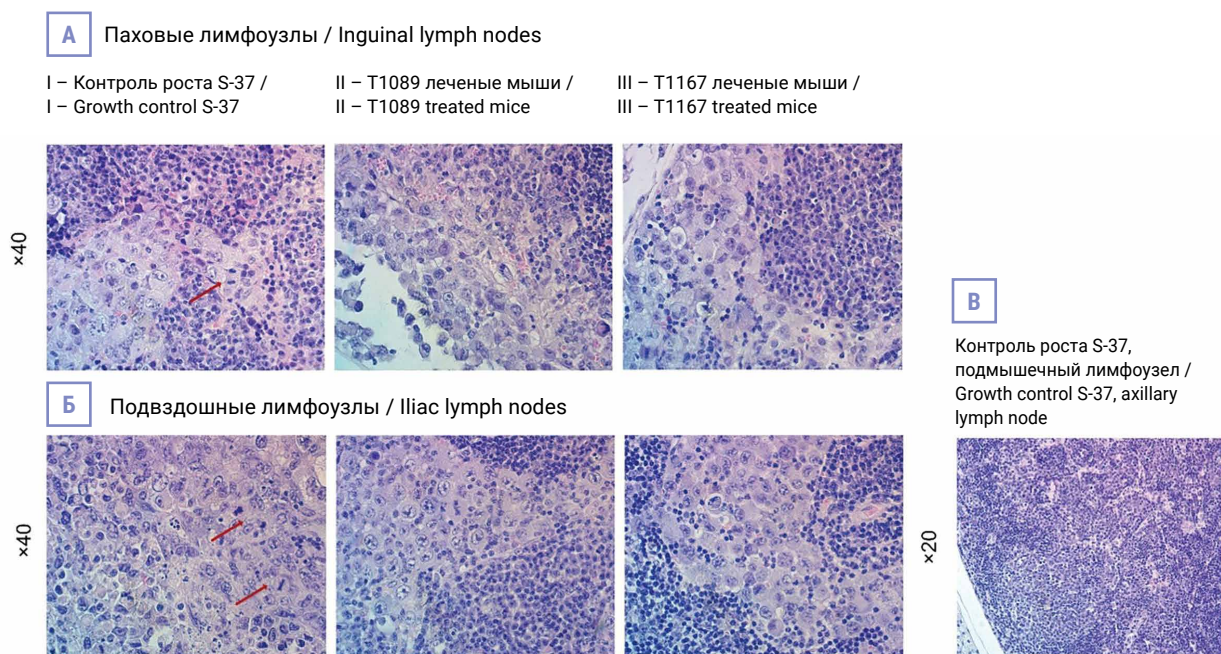 А
Паховые лимфоузлы / Inguinal lymph nodes
I – Контроль роста S-37 /
I – Growth control S-37
II – T1089 леченые мыши /
II – T1089 treated mice
III – T1167 леченые мыши /
III – T1167 treated mice
×40
Б
Подвздошные лимфоузлы / Iliac lymph nodes
×40
В
Контроль роста S-37,
подмышечный лимфоузел /
Growth control S-37, axillary
lymph node
×20